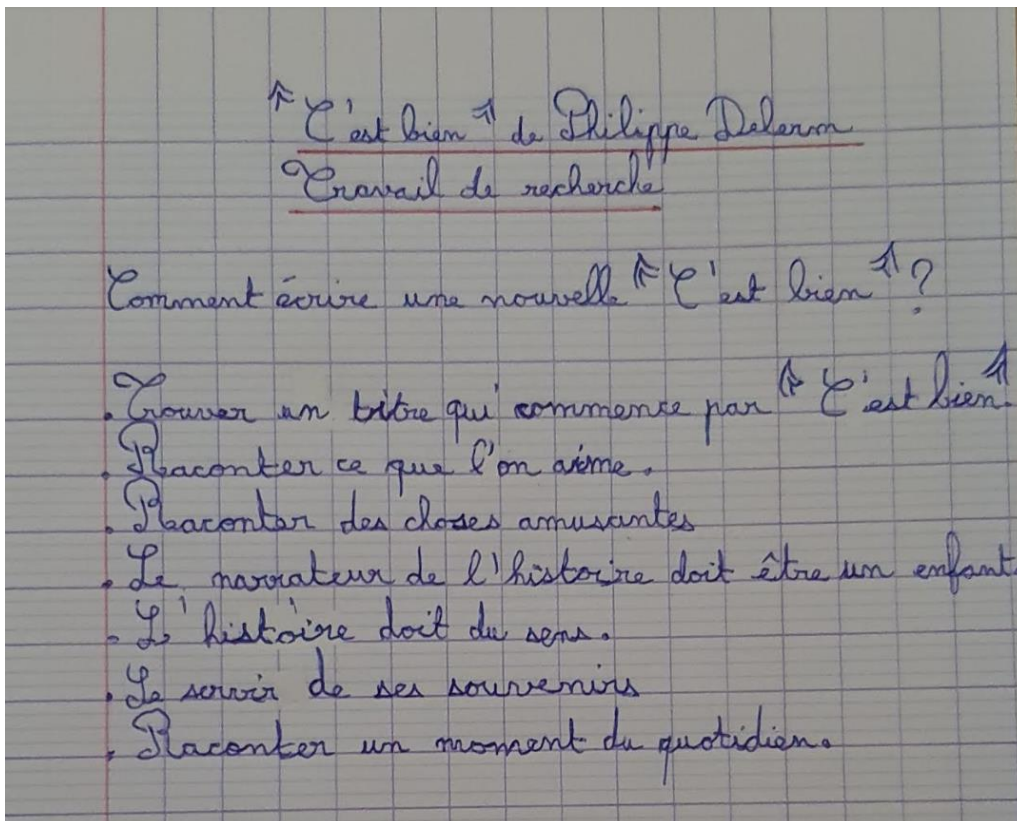 « C'est bien » de Philippe Delerm
Travail de recherche
Comment écrire une nouvelle « C'est bien » ?
. Trouver un titre qui commence par « C'est bien »
. Raconter ce que l'on aime.
. Raconter des choses amusantes
. Le narrateur de l'histoire doit être un enfant.
. L'histoire doit du sens.
. Se servir de ses souvenirs
. Raconter un moment du quotidien.